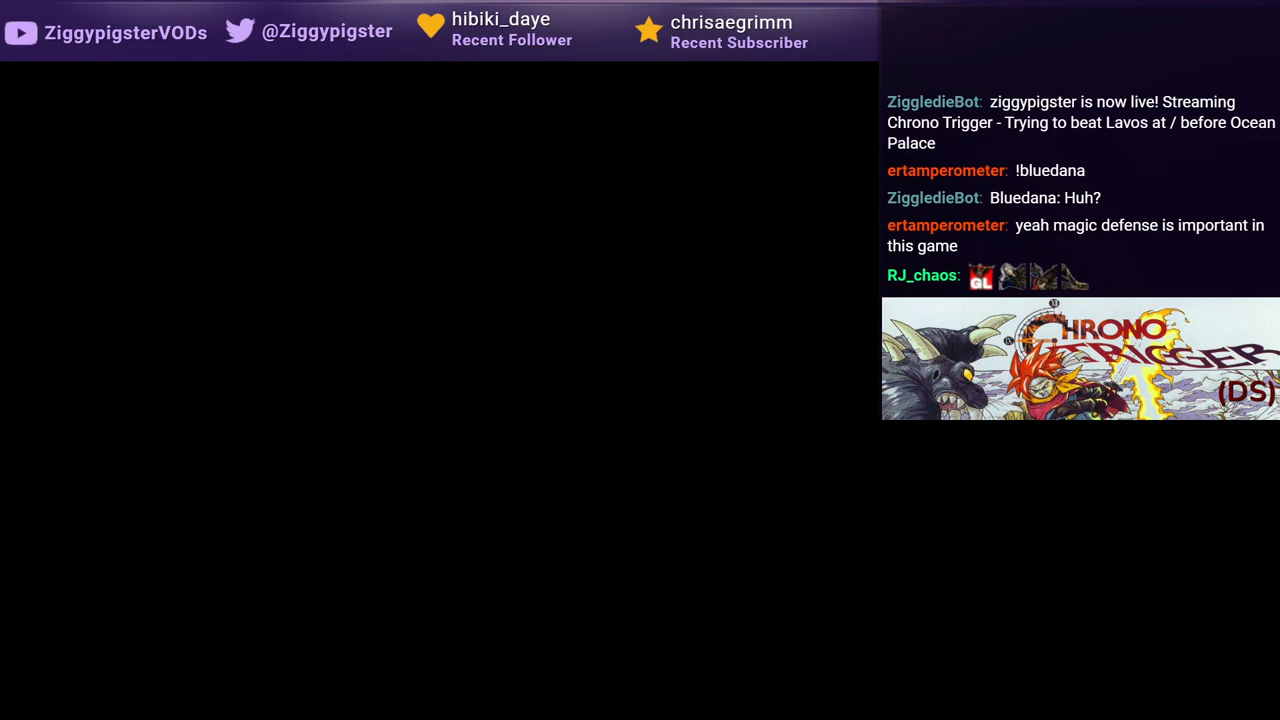 ZiggypigsterVODs
@Ziggypigster
hibiki_daye
Recent Follower
chrisaegrimm
Recent Subscriber
ZiggledieBot: ziggypigster is now live! Streaming
Chrono Trigger - Trying to beat Lavos at / before Ocean
Palace
ertamperometer: !bluedana
ZiggledieBot: Bluedana: Huh?
ertamperometer: yeah magic defense is important in
this game
RJ_chaos: GL
CHRONO
TRIGGER
(DS)